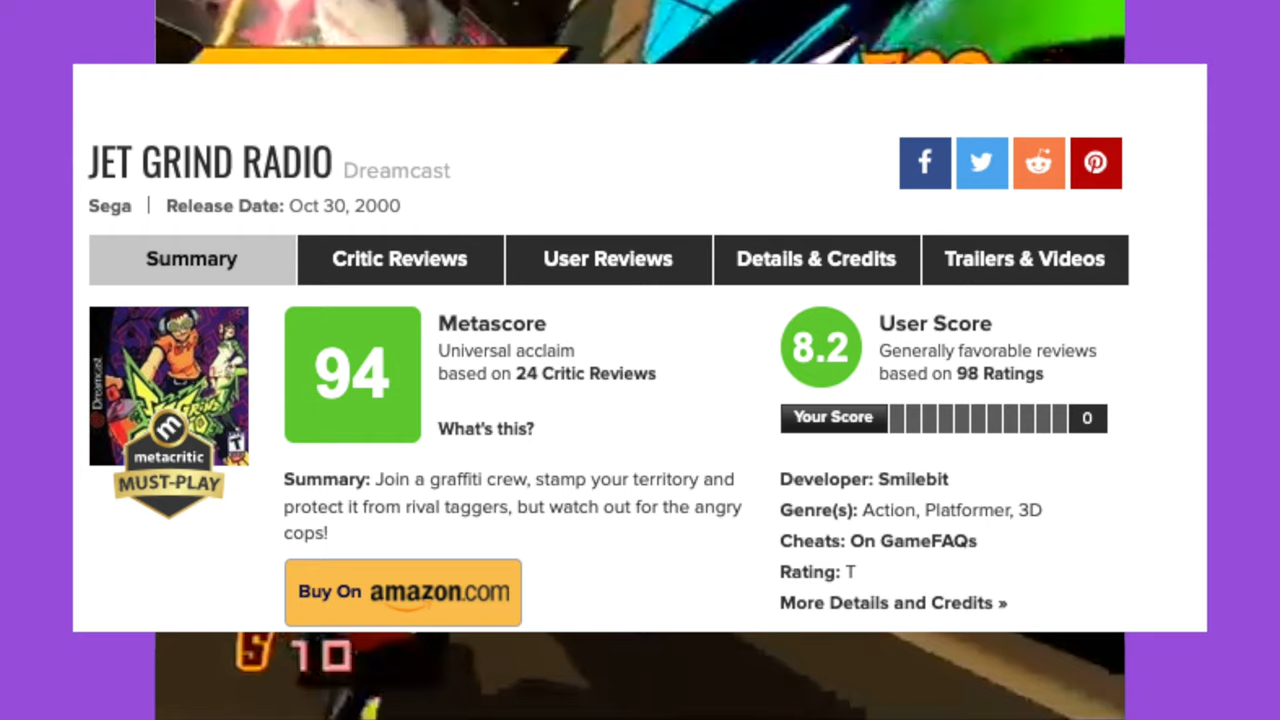 JET GRIND RADIO Dreamcast
Sega | Release Date: Oct 30, 2000
Summary
Critic Reviews
User Reviews
Details & Credits
Trailers & Videos
Dreamcast
T
m
metacritic
MUST-PLAY
94
Metascore
Universal acclaim
based on 24 Critic Reviews
What's this?
Summary: Join a graffiti crew, stamp your territory and
protect it from rival taggers, but watch out for the angry
cops!
Buy On amazon.com
8.2
User Score
Generally favorable reviews
based on 98 Ratings
Your Score 0
Developer: Smilebit
Genre(s): Action, Platformer, 3D
Cheats: On GameFAQs
Rating: T
More Details and Credits »
10